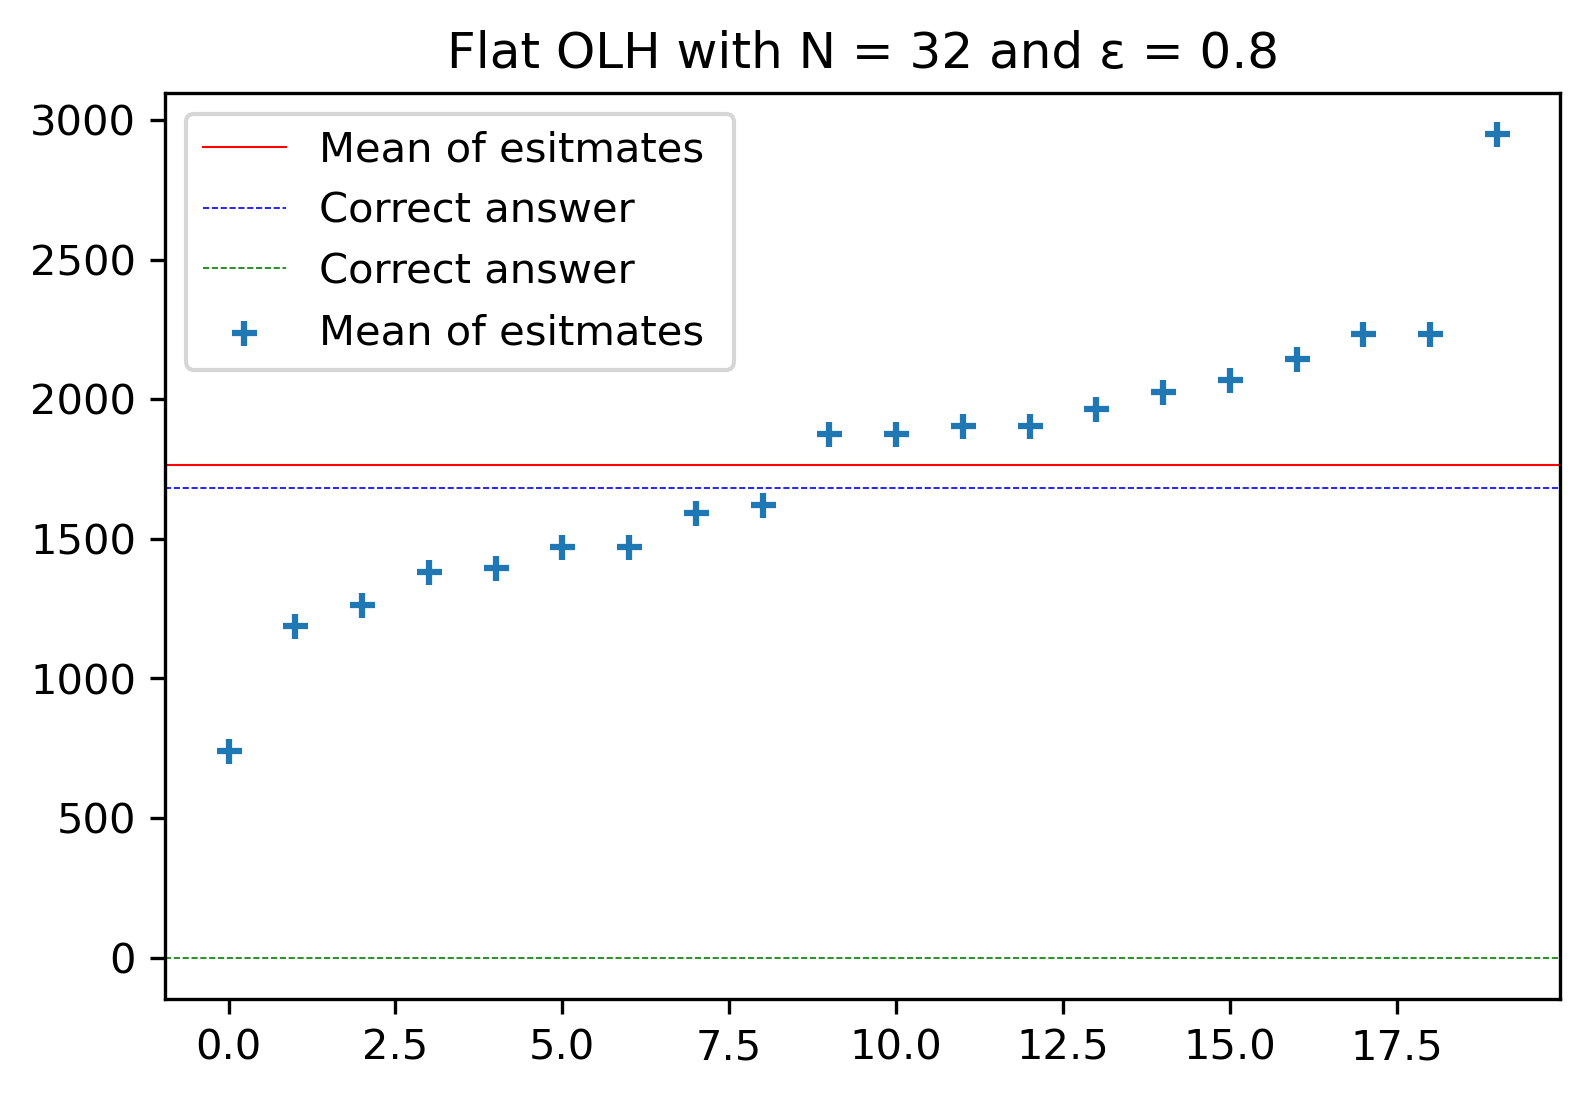 Flat OLH with N = 32 and ε = 0.8
3000
2500
2000
1500
1000
500
0
Mean of esitmates
Correct answer
Correct answer
Mean of esitmates
0.0 2.5 5.0 7.5 10.0 12.5 15.0 17.5